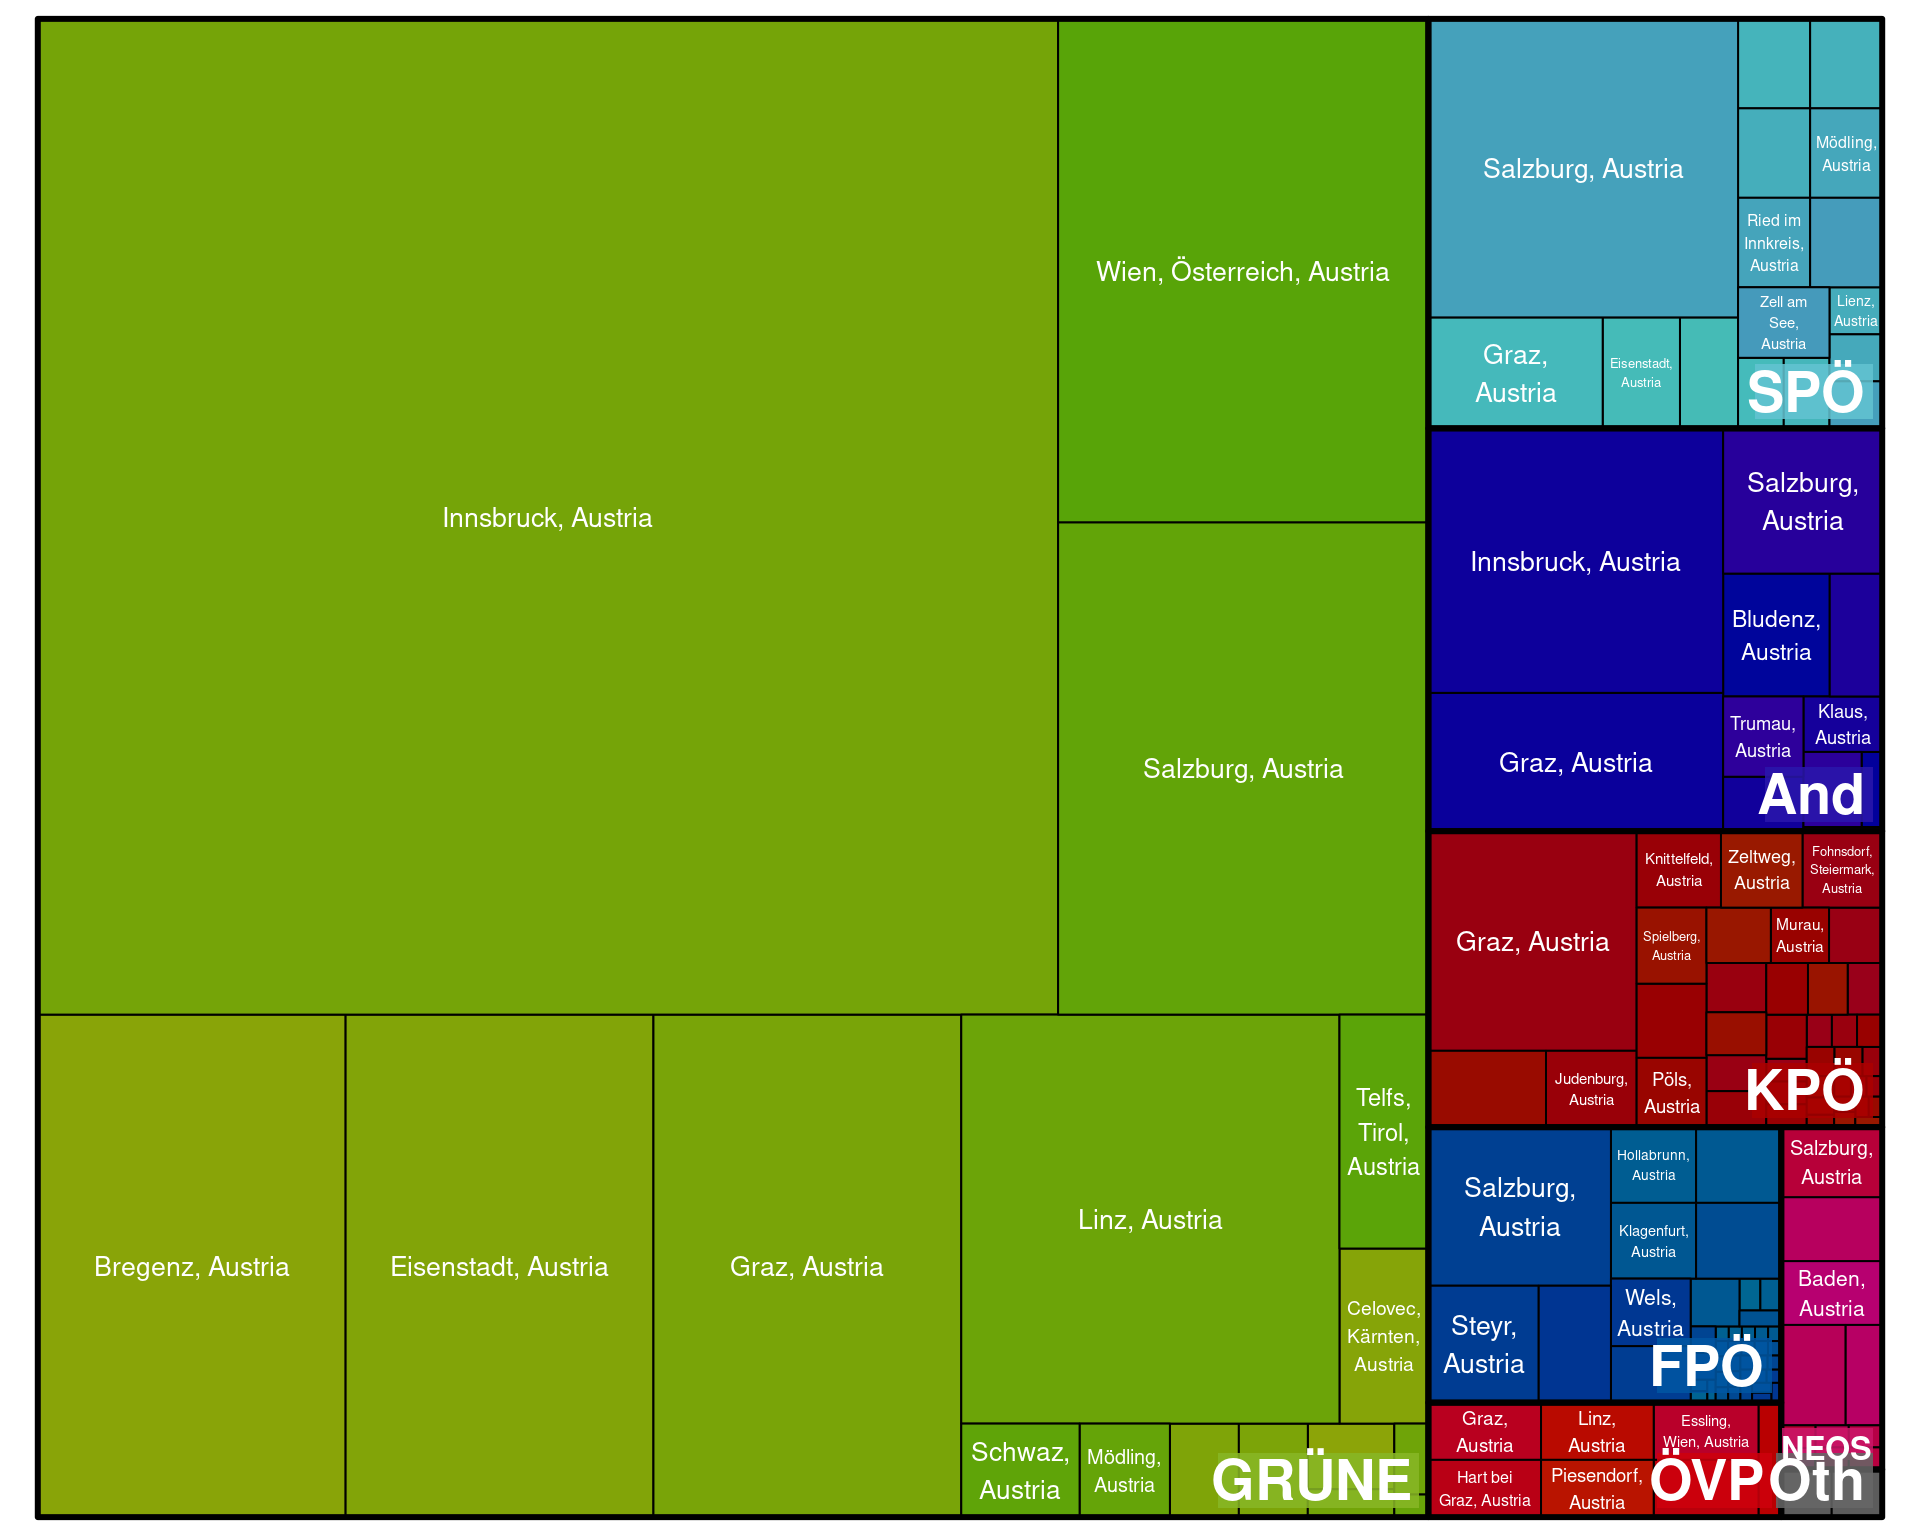 Innsbruck, Austria
Wien, Österreich, Austria
Salzburg, Austria
Bregenz, Austria
Eisenstadt, Austria
Graz, Austria
Linz, Austria
Telfs,
Tirol,
Austria
Celovec,
Kärnten,
Austria
Schwaz,
Austria
Mödling,
Austria
GRÜNE
Salzburg, Austria
Graz,
Austria
Eisenstadt,
Austria
Mödling,
Austria
Ried im
Innkreis,
Austria
Zell am
See,
Austria
Lienz,
Austria
SPÖ
Innsbruck, Austria
Salzburg,
Austria
Bludenz,
Austria
Graz, Austria
Trumau,
Austria
Klaus,
Austria
And
Graz, Austria
Knittelfeld,
Austria
Zeltweg,
Austria
Fohnsdorf,
Steiermark,
Austria
Spielberg,
Austria
Murau,
Austria
Judenburg,
Austria
Pöls,
Austria
KPÖ
Salzburg,
Austria
Hollabrunn,
Austria
Klagenfurt,
Austria
Steyr,
Austria
Wels,
Austria
FPÖ
Salzburg,
Austria
Baden,
Austria
NEOS
Graz,
Austria
Linz,
Austria
Essling,
Wien, Austria
Hart bei
Graz, Austria
Piesendorf,
Austria
ÖVP
Oth